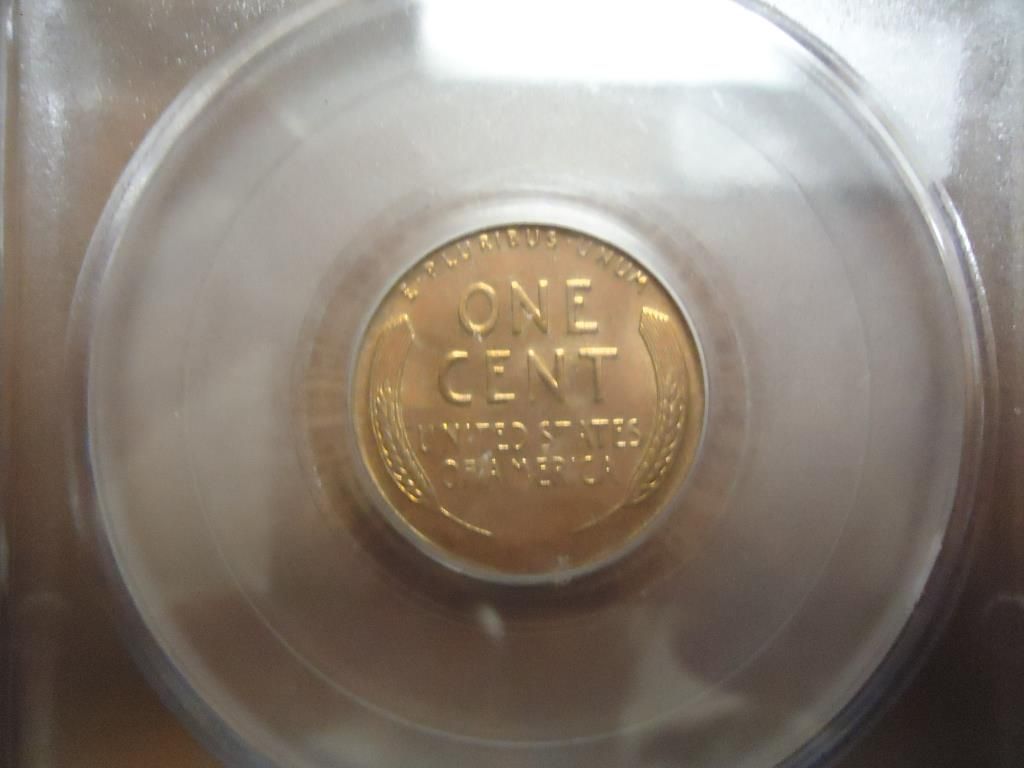 E · PLURIBUS · UNUM
ONE
CENT
UNITED STATES
OF AMERICA